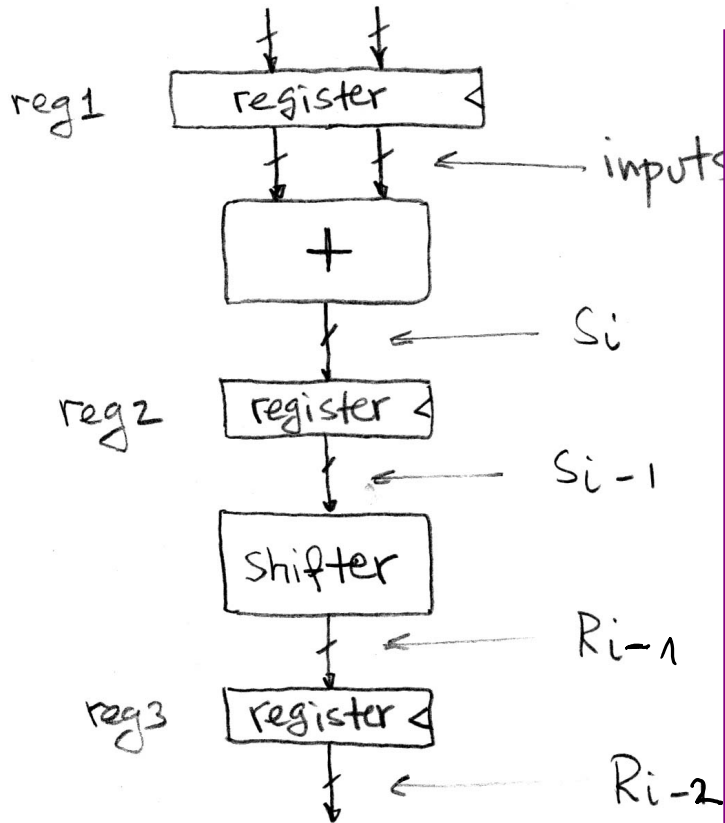 reg1
register
inputs
+
Si
reg2
register
Si-1
Shifter
Ri-1
reg3
register
Ri-2